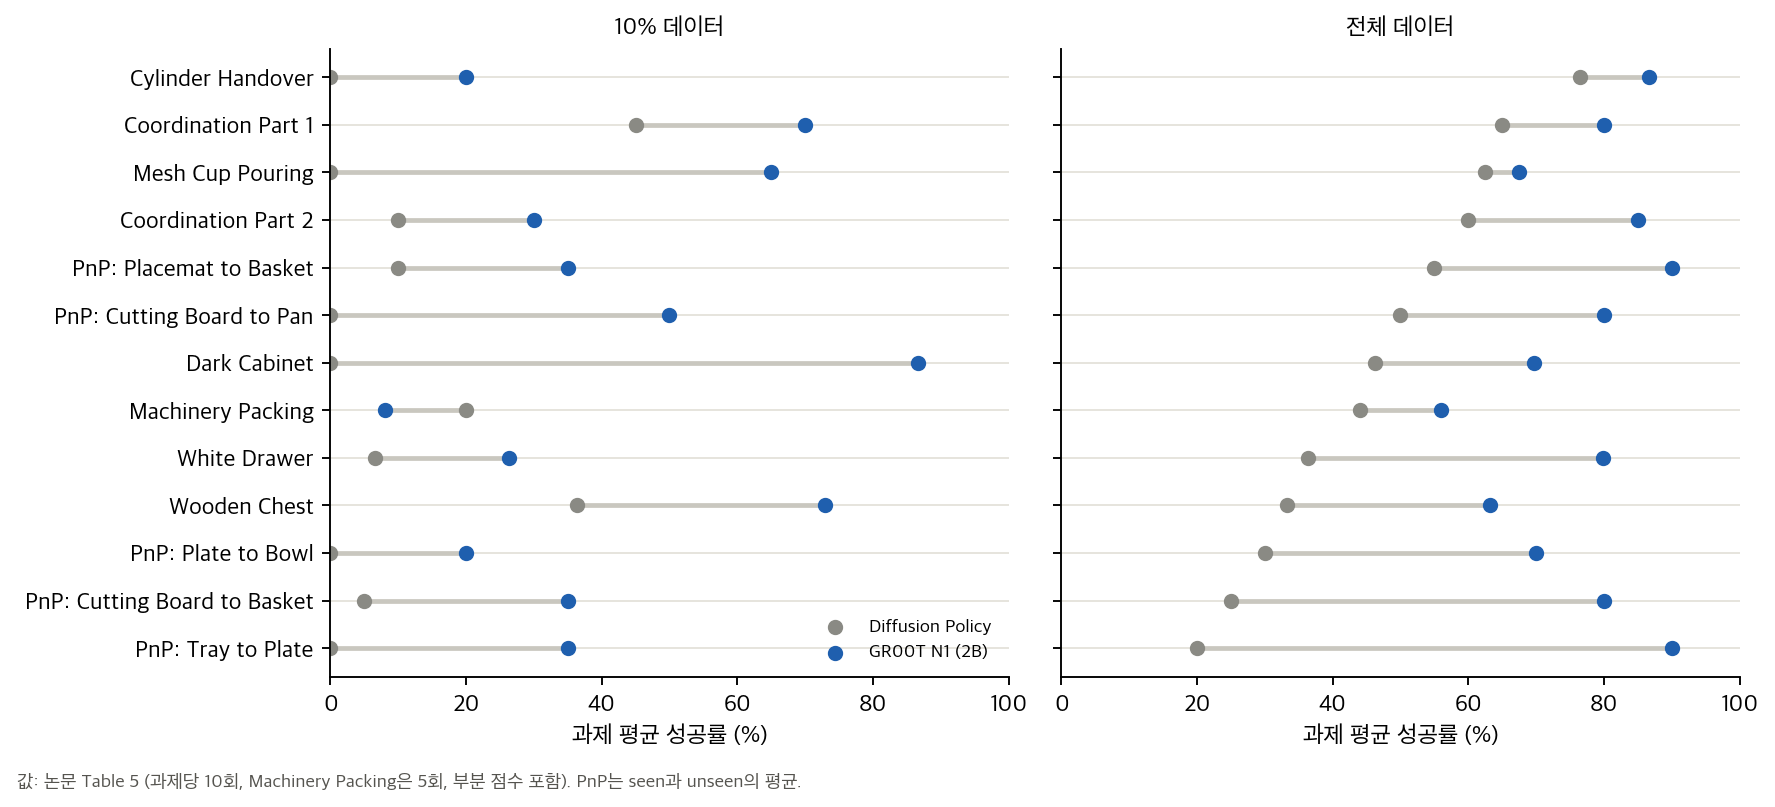 10% 데이터
전체 데이터
Cylinder Handover
Coordination Part 1
Mesh Cup Pouring
Coordination Part 2
PnP: Placemat to Basket
PnP: Cutting Board to Pan
Dark Cabinet
Machinery Packing
White Drawer
Wooden Chest
PnP: Plate to Bowl
PnP: Cutting Board to Basket
PnP: Tray to Plate
Diffusion Policy
GR00T N1 (2B)
0 20 40 60 80 100
0 20 40 60 80 100
과제 평균 성공률 (%)
과제 평균 성공률 (%)
값: 논문 Table 5 (과제당 10회, Machinery Packing은 5회, 부분 점수 포함). PnP는 seen과 unseen의 평균.